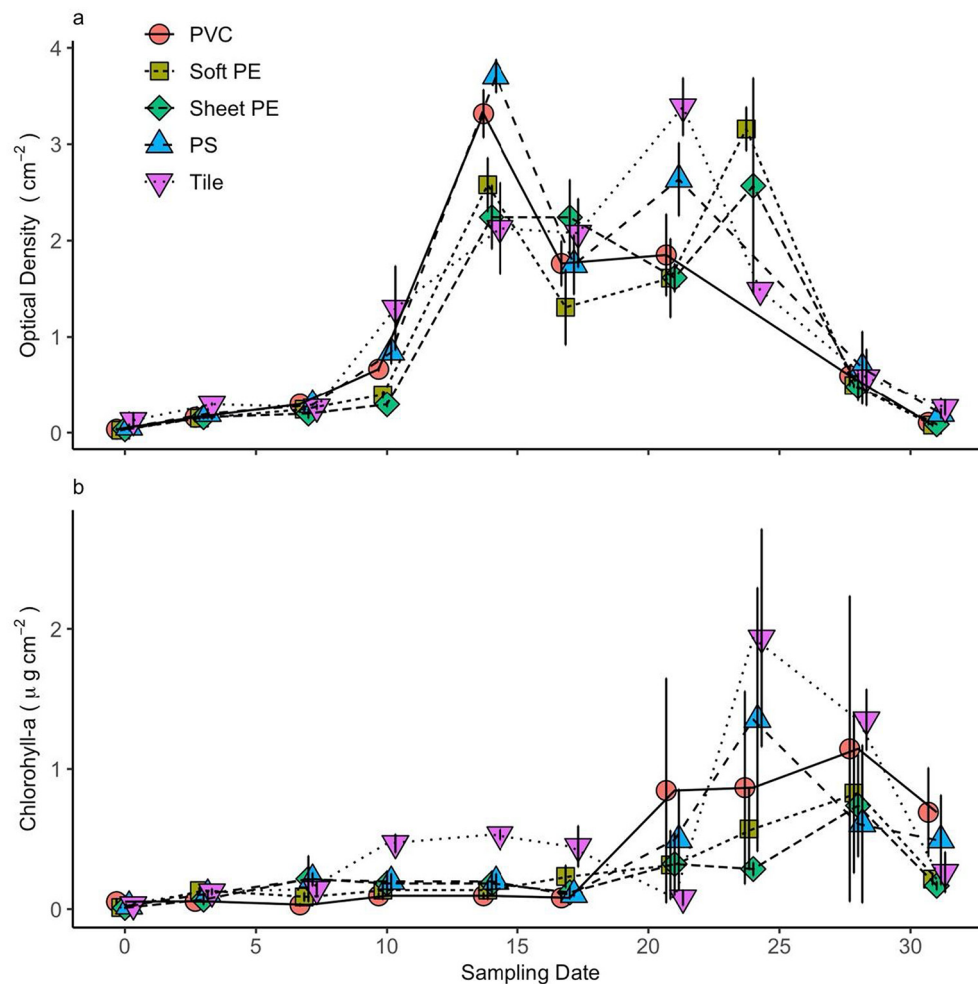 a
PVC
Soft PE
Sheet PE
PS
Tile
Optical Density ( cm−2 )
4
3
2
1
0
b
Chlorohyll-a ( μ g cm−2 )
2
1
0
0 5 10 15 20 25 30
Sampling Date